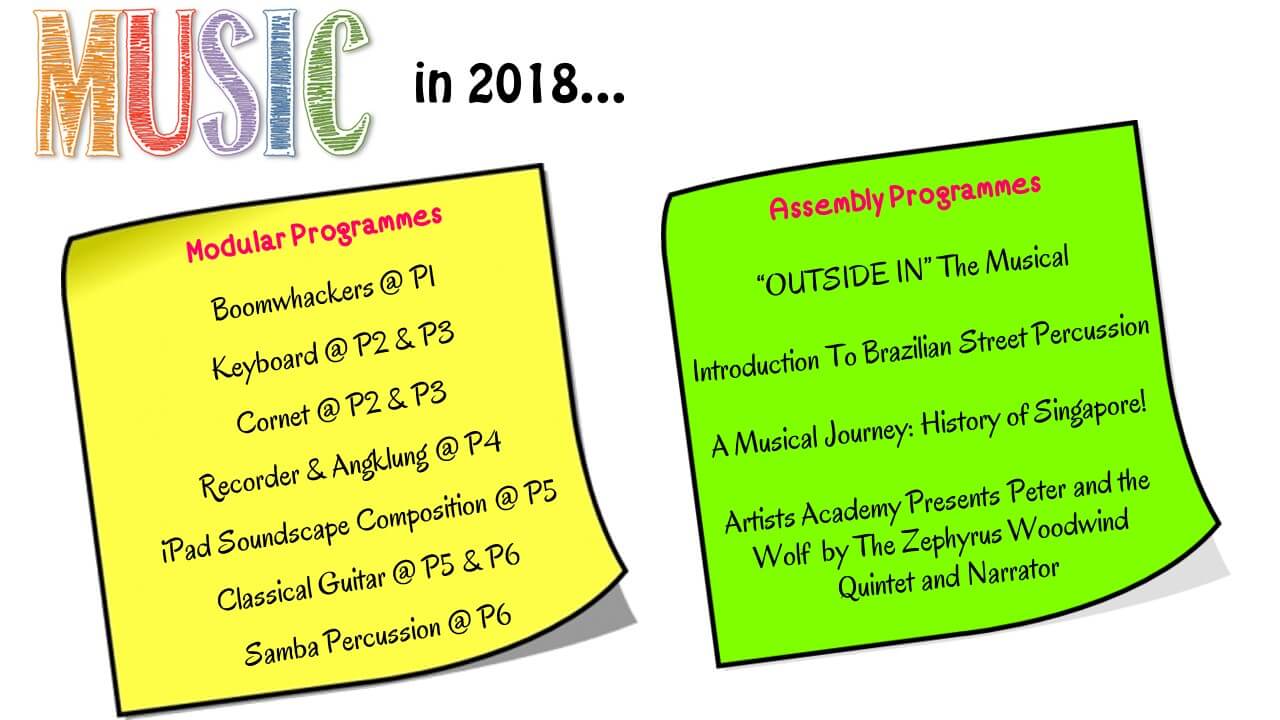 MUSIC in 2018...
Modular Programmes
Boomwhackers @ P1
Keyboard @ P2 & P3
Cornet @ P2 & P3
Recorder & Angklung @ P4
iPad Soundscape Composition @ P5
Classical Guitar @ P5 & P6
Samba Percussion @ P6
Assembly Programmes
“OUTSIDE IN” The Musical
Introduction To Brazilian Street Percussion
A Musical Journey: History of Singapore!
Artists Academy Presents Peter and the
Wolf by The Zephyrus Woodwind
Quintet and Narrator